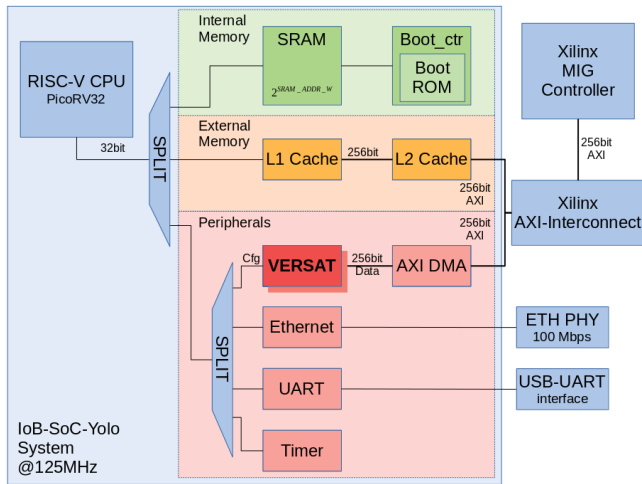 Internal
Memory
SRAM
2^SRAM_ADDR_W
Boot_ctr
Boot
ROM
Xilinx
MIG
Controller
RISC-V CPU
PicoRV32
32bit
SPLIT
External
Memory
L1 Cache
256bit
L2 Cache
256bit
AXI
256bit
AXI
Xilinx
AXI-Interconnect
Peripherals
256bit
AXI
Cfg
VERSAT
256bit
Data
AXI DMA
SPLIT
Ethernet
ETH PHY
100 Mbps
UART
USB-UART
interface
Timer
IoB-SoC-Yolo
System
@125MHz